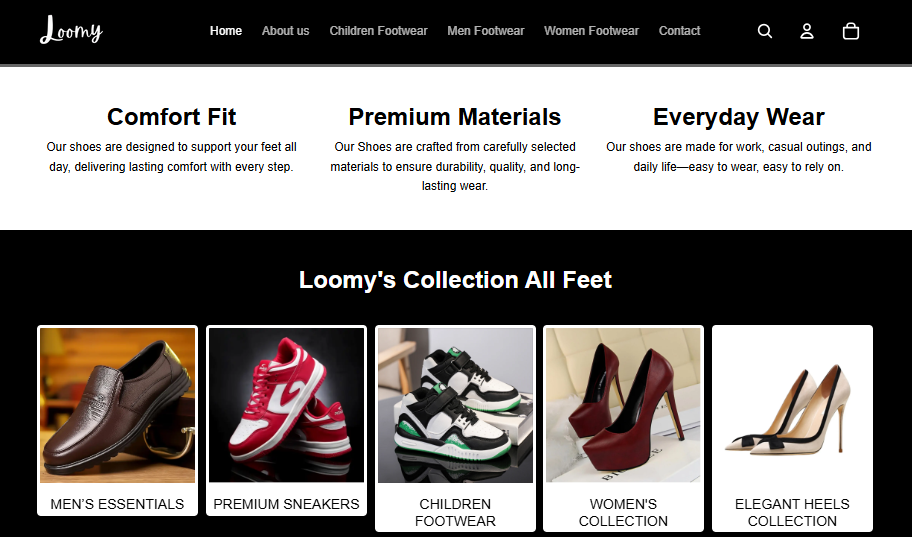 Loomy
Home
About us
Children Footwear
Men Footwear
Women Footwear
Contact
Comfort Fit
Our shoes are designed to support your feet all
day, delivering lasting comfort with every step.
Premium Materials
Our Shoes are crafted from carefully selected
materials to ensure durability, quality, and long-
lasting wear.
Everyday Wear
Our shoes are made for work, casual outings, and
daily life—easy to wear, easy to rely on.
Loomy's Collection All Feet
MEN'S ESSENTIALS
PREMIUM SNEAKERS
CHILDREN
FOOTWEAR
WOMEN'S
COLLECTION
ELEGANT HEELS
COLLECTION